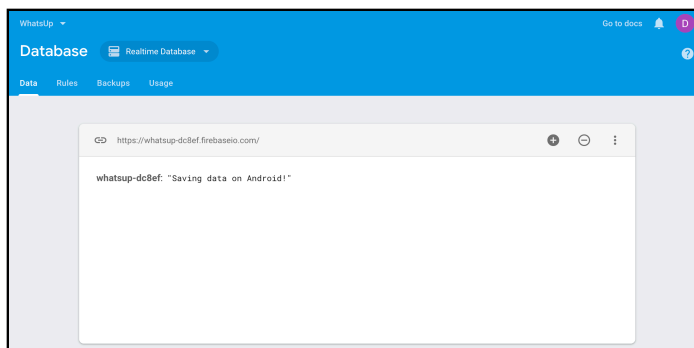 WhatsUp Go to docs D
Database Realtime Database ?
Data Rules Backups Usage
https://whatsup-dc8ef.firebaseio.com/
whatsup-dc8ef: "Saving data on Android!"